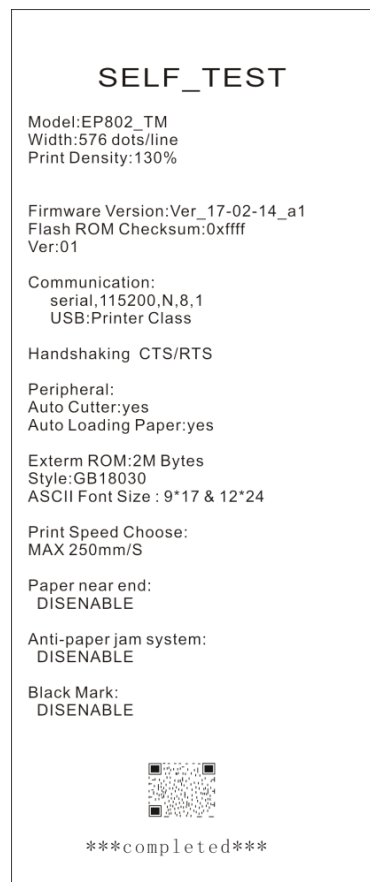 SELF_TEST
Model:EP802_TM
Width:576 dots/line
Print Density:130%
Firmware Version:Ver_17-02-14_a1
Flash ROM Checksum:0xffff
Ver:01
Communication:
serial,115200,N,8,1
USB:Printer Class
Handshaking CTS/RTS
Peripheral:
Auto Cutter:yes
Auto Loading Paper:yes
Exterm ROM:2M Bytes
Style:GB18030
ASCII Font Size : 9*17 & 12*24
Print Speed Choose:
MAX 250mm/S
Paper near end:
DISENABLE
Anti-paper jam system:
DISENABLE
Black Mark:
DISENABLE
***completed***